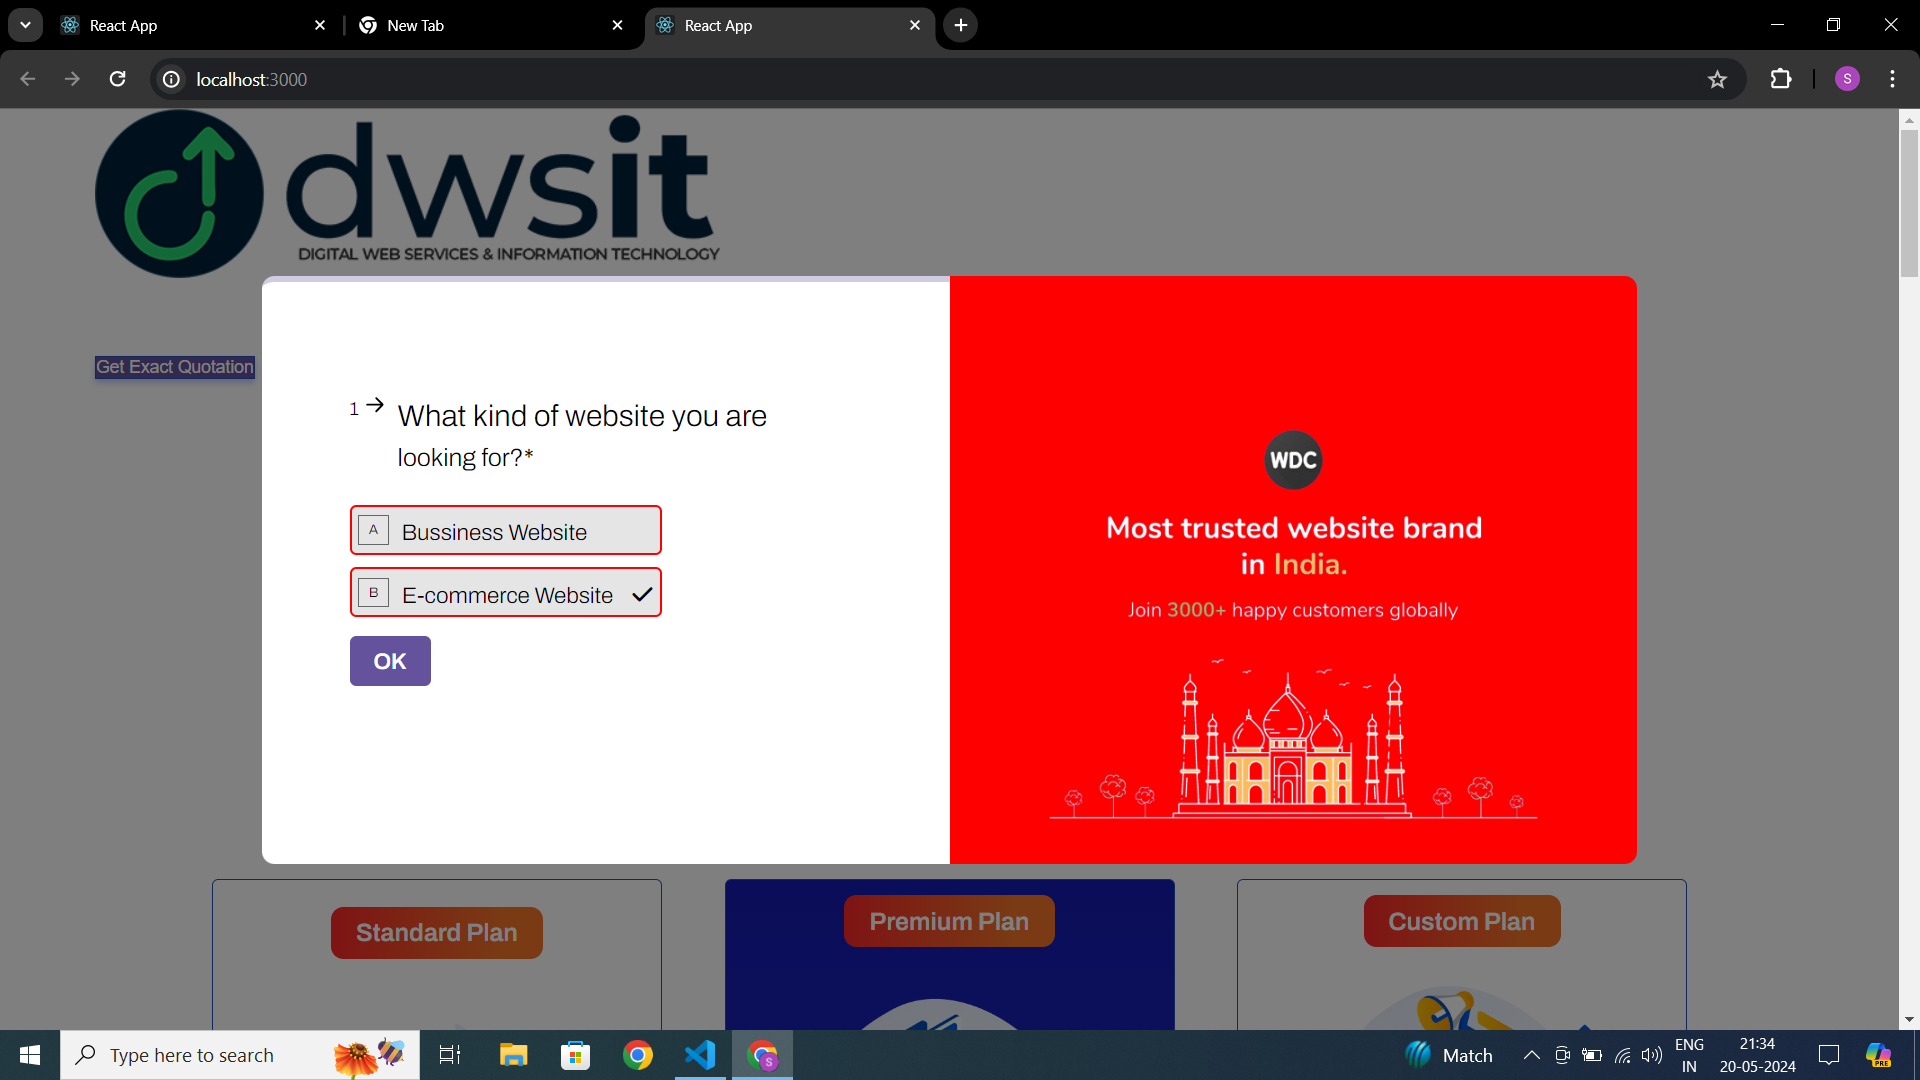 React App
New Tab
React App
localhost:3000
S
dwsit
DIGITAL WEB SERVICES & INFORMATION TECHNOLOGY
Get Exact Quotation
1 → What kind of website you are
looking for?*
A Bussiness Website
B E-commerce Website
OK
WDC
Most trusted website brand
in India.
Join 3000+ happy customers globally
Standard Plan
Premium Plan
Custom Plan
Type here to search
S
Match
ENG
IN
21:34
20-05-2024
PRE